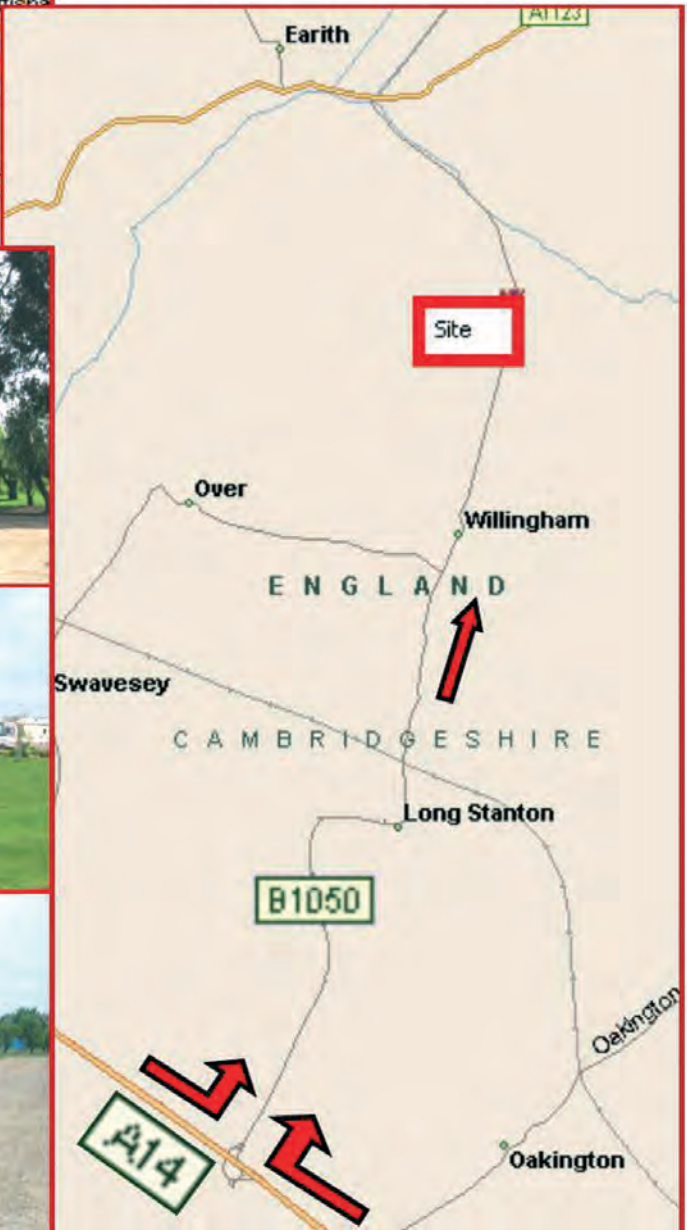 Earith
A1123
Site
Over
Willingham
ENGLAND
Swavesey
CAMBRIDGESHIRE
Long Stanton
B1050
Oakington
A14
Oakington